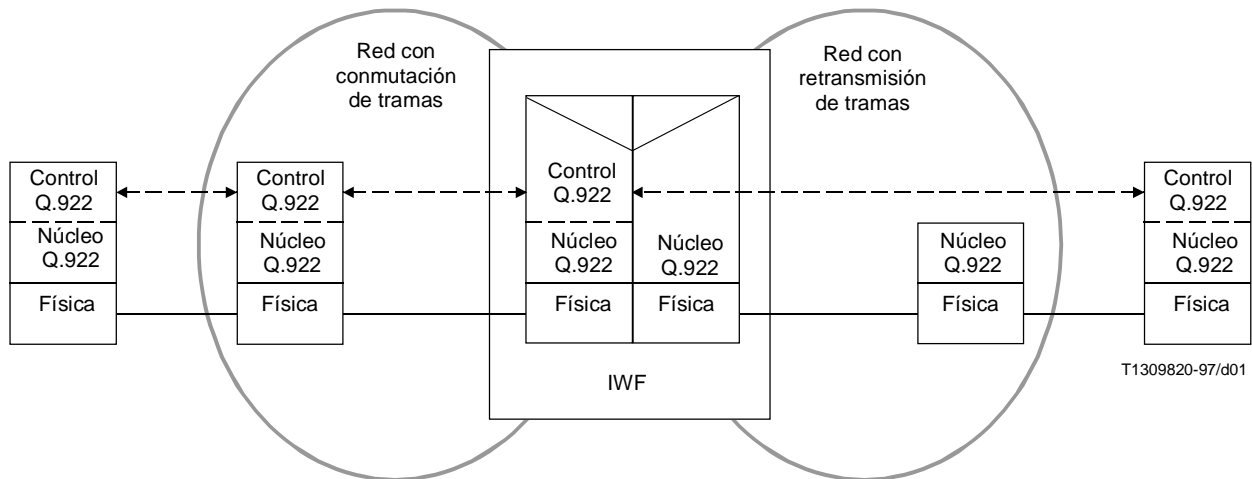 Red con
conmutación
de tramas
Red con
retransmisión
de tramas
Control
Q.922
Núcleo
Q.922
Física
Control
Q.922
Núcleo
Q.922
Física
Control
Q.922
Núcleo
Q.922
Física
Núcleo
Q.922
Física
IWF
Núcleo
Q.922
Física
Control
Q.922
Núcleo
Q.922
Física
T1309820-97/d01